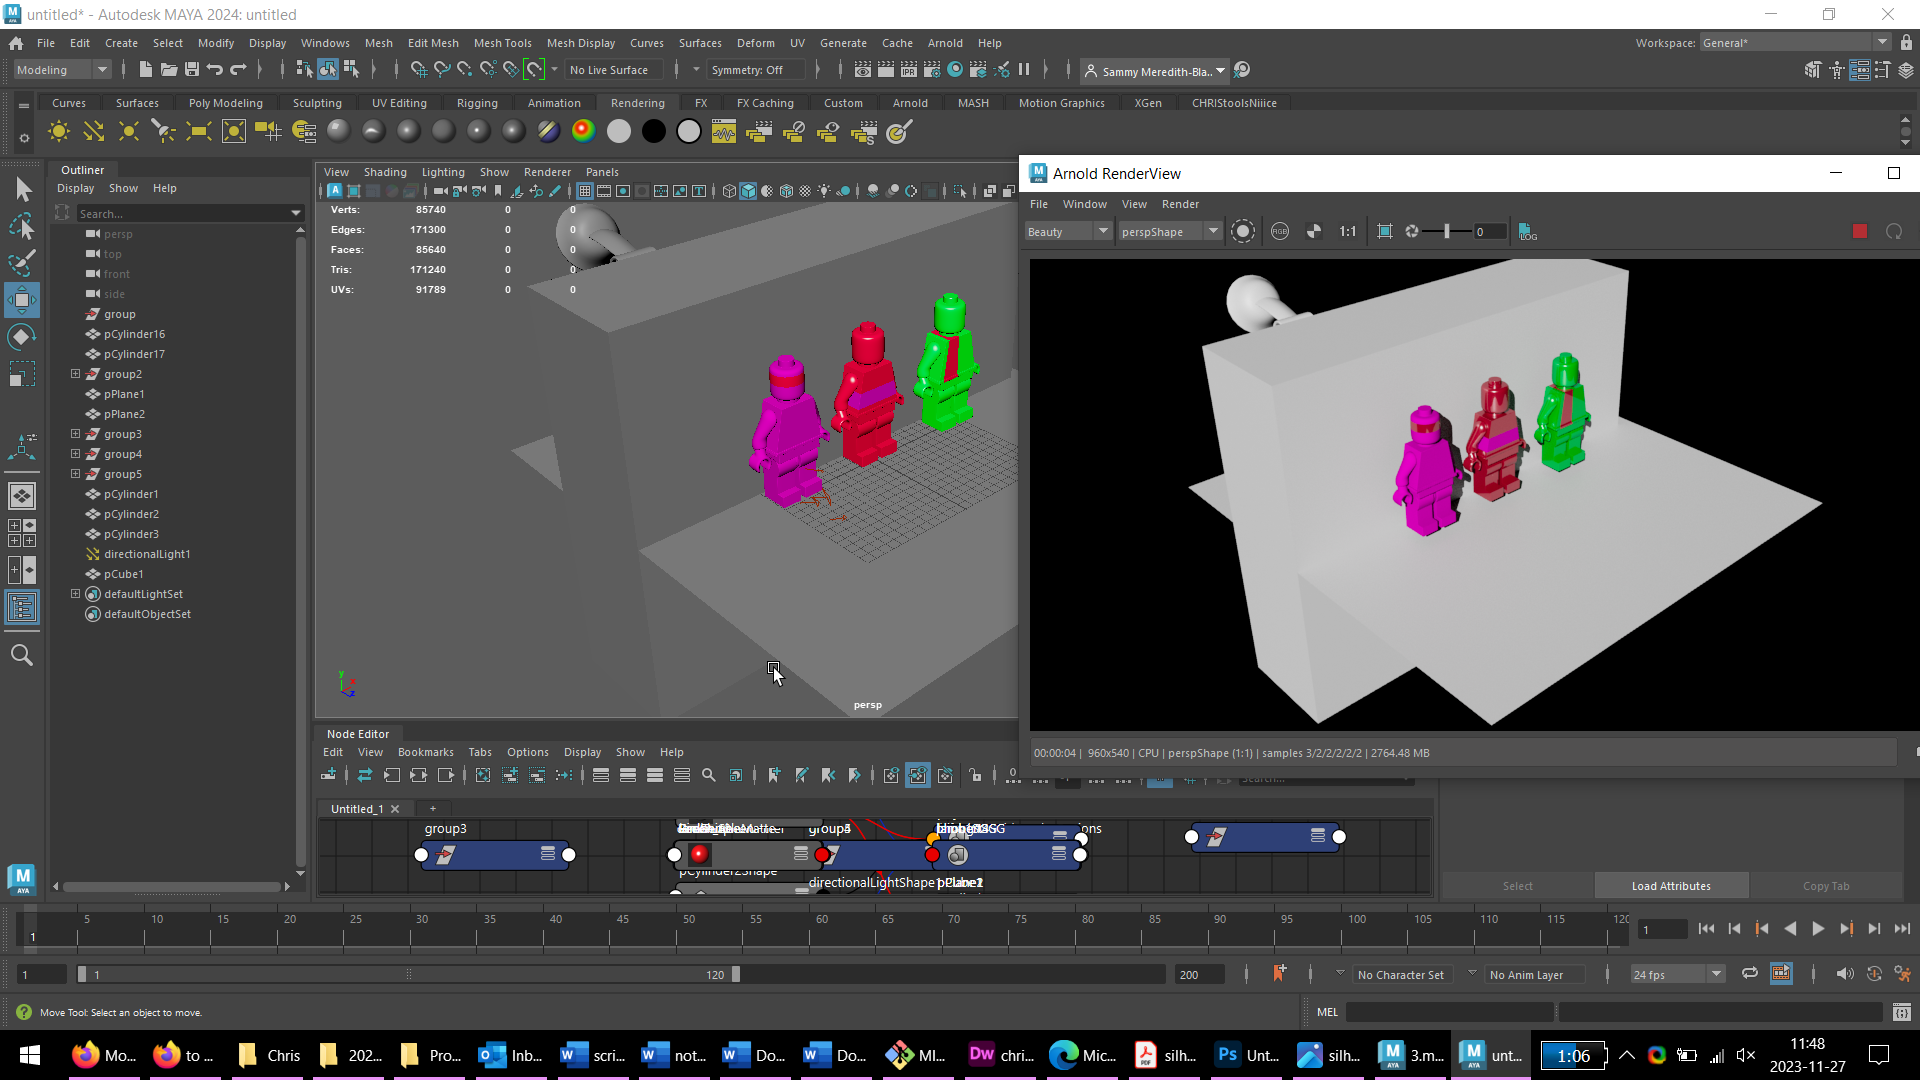 untitled* - Autodesk MAYA 2024: untitled
File Edit Create Select Modify Display Windows Mesh Edit Mesh Mesh Tools Mesh Display Curves Surfaces Deform UV Generate Cache Arnold Help
Workspace: General*
Modeling No Live Surface Symmetry: Off Sammy Meredith-Bla..
Curves Surfaces Poly Modeling Sculpting UV Editing Rigging Animation Rendering FX FX Caching Custom Arnold MASH Motion Graphics XGen CHRIStoolsNiiice
Outliner
Display Show Help
Search...
persp
top
front
side
group
pCylinder16
pCylinder17
group2
pPlane1
pPlane2
group3
group4
group5
pCylinder1
pCylinder2
pCylinder3
directionalLight1
pCube1
defaultLightSet
defaultObjectSet
View Shading Lighting Show Renderer Panels
Verts: 85740 0 0
Edges: 171300 0 0
Faces: 85640 0 0
Tris: 171240 0 0
UVs: 91789 0 0
persp
Arnold RenderView
File Window View Render
Beauty perspShape 1:1 0 LOG
00:00:04 | 960x540 | CPU | perspShape (1:1) | samples 3/2/2/2/2/2 | 2764.48 MB
Node Editor
Edit View Bookmarks Tabs Options Display Show Help
Untitled_1
group3
pCylinder2Shape
directionalLightShape1
Select Load Attributes Copy Tab
5 10 15 20 25 30 35 40 45 50 55 60 65 70 75 80 85 90 95 100 105 110 115 120
1 1
1 1 120 200 No Character Set No Anim Layer 24 fps
Move Tool: Select an object to move.
MEL
Mo... to ... Chris 202... Pro... Inb... scri... not... Do... Do... MI... chri... Mic... silh... Unt... silh... 3.m... unt... 1:06
11:48
2023-11-27